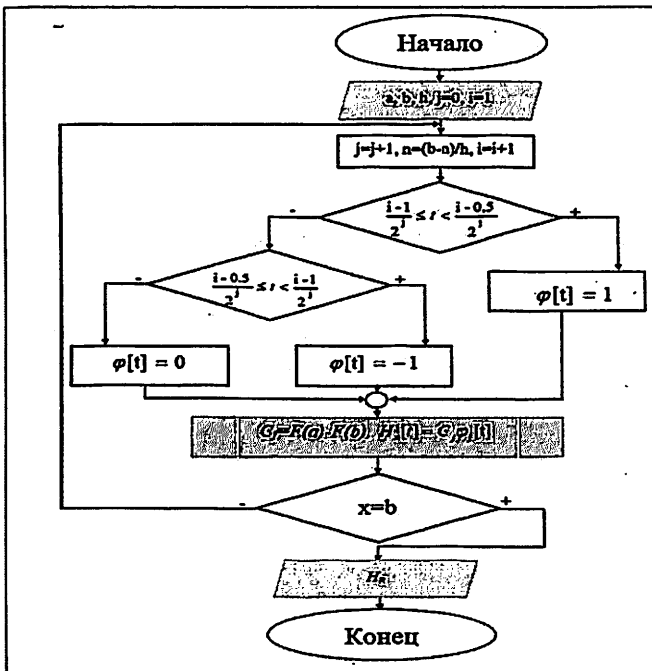 Начало
a, b, h, j=0, i=1
j=j+1, n=(b-n)/h, i=i+1
- i-1/2^j ≤ t < i-0.5/2^j +
- i-0.5/2^j ≤ t < i-1/2^j +
φ[t] = 1
φ[t] = 0
φ[t] = -1
[t]
- x=b +
Конец